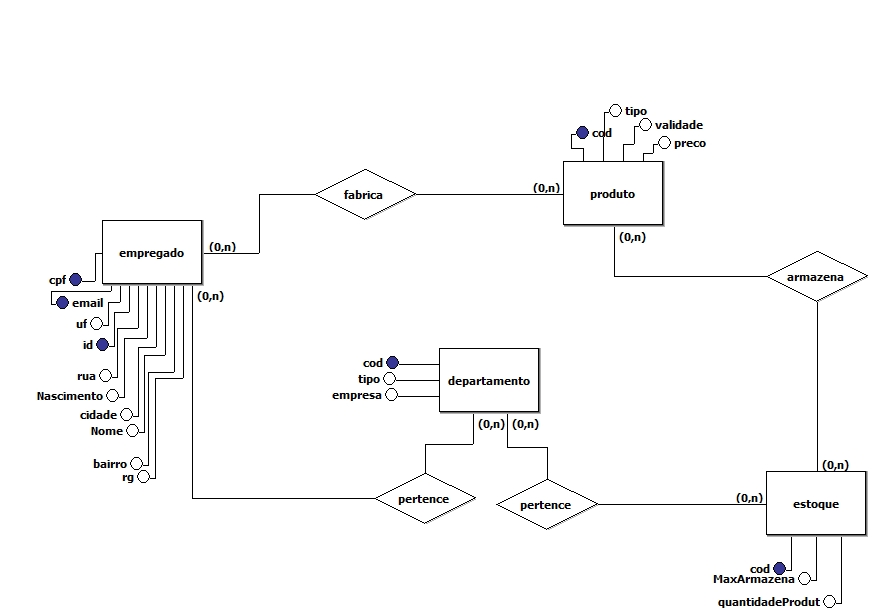 tipo
cod
validade
preco
fabrica
(0,n)
produto
(0,n)
empregado
(0,n)
armazena
cpf
(0,n)
email
uf
id
cod
rua
tipo
departamento
Nascimento
empresa
cidade
(0,n)
(0,n)
Nome
bairro
(0,n)
rg
pertence
pertence
(0,n)
estoque
cod
MaxArmazena
quantidadeProdut